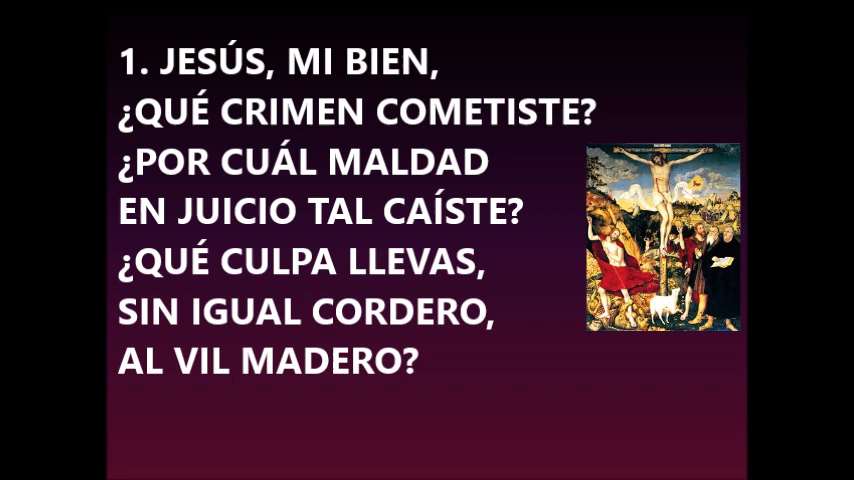 1. JESÚS, MI BIEN,
¿QUÉ CRIMEN COMETISTE?
¿POR CUÁL MALDAD
EN JUICIO TAL CAÍSTE?
¿QUÉ CULPA LLEVAS,
SIN IGUAL CORDERO,
AL VIL MADERO?